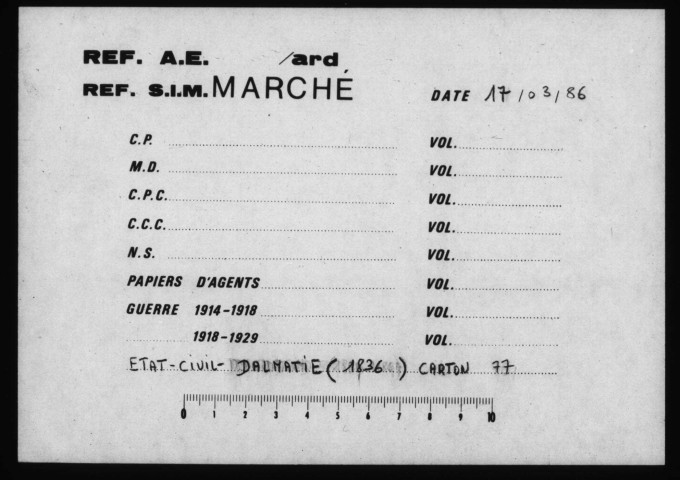 REF. A.E. /ard
REF. S.I.M. MARCHÉ DATE 17/03/86
C.P. VOL.
M.D. VOL.
C.P.C. VOL.
C.C.C. VOL.
N.S. VOL.
PAPIERS D'AGENTS VOL.
GUERRE 1914-1918 VOL.
1918-1929 VOL.
ETAT-CIVIL- DALMATIE (1836) CARTON 77
0 1 2 3 4 5 6 7 8 9 10